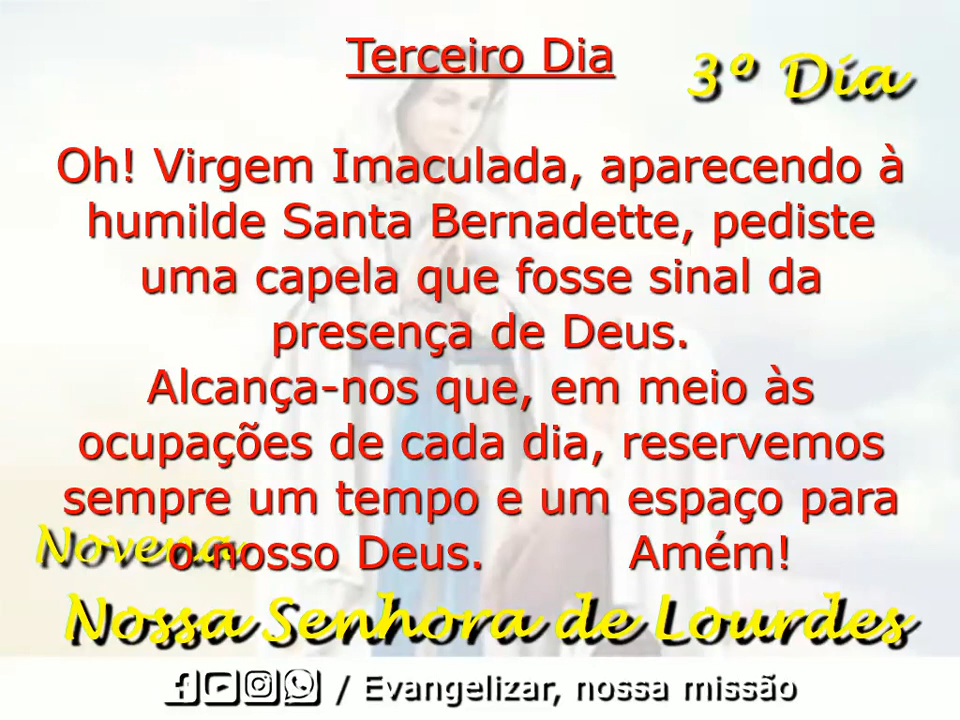 Terceiro Dia
3º Dia
Oh! Virgem Imaculada, aparecendo à
humilde Santa Bernadette, pediste
uma capela que fosse sinal da
presença de Deus.
Alcança-nos que, em meio às
ocupações de cada dia, reservemos
sempre um tempo e um espaço para
o nosso Deus. Amém!
Novena
Nossa Senhora de Lourdes
/ Evangelizar, nossa missão